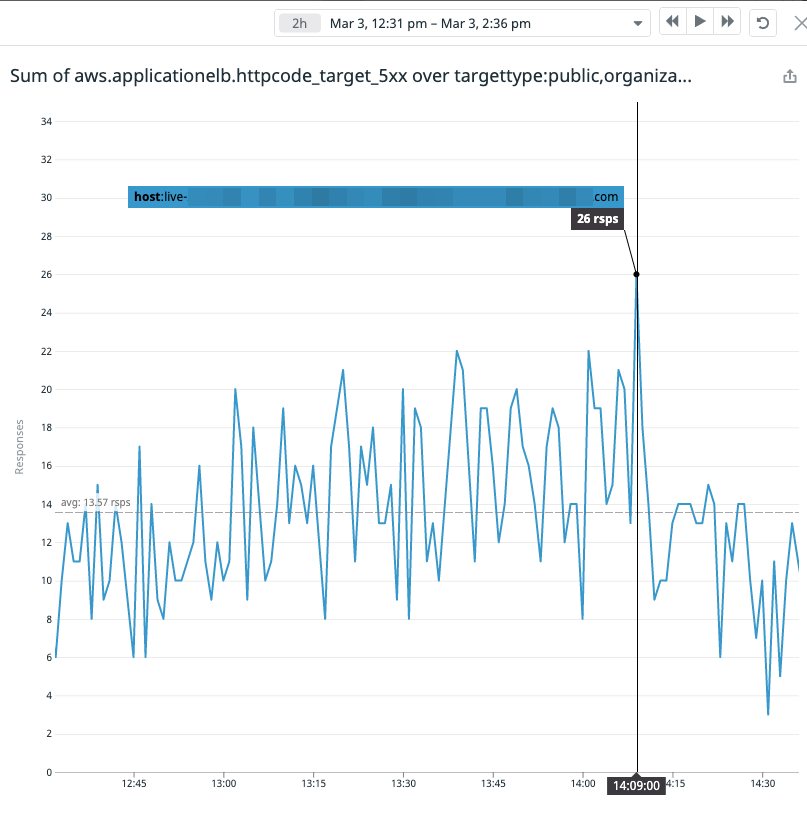 2h Mar 3, 12:31 pm – Mar 3, 2:36 pm
Sum of aws.applicationelb.httpcode_target_5xx over targettype:public,organiza...
34
32
30
28
26
24
22
20
18
16
14
12
10
8
6
4
2
0
Responses
host:live- .com
26 rsps
avg: 13.57 rsps
12:45 13:00 13:15 13:30 13:45 14:00 14:09:00 4:15 14:30